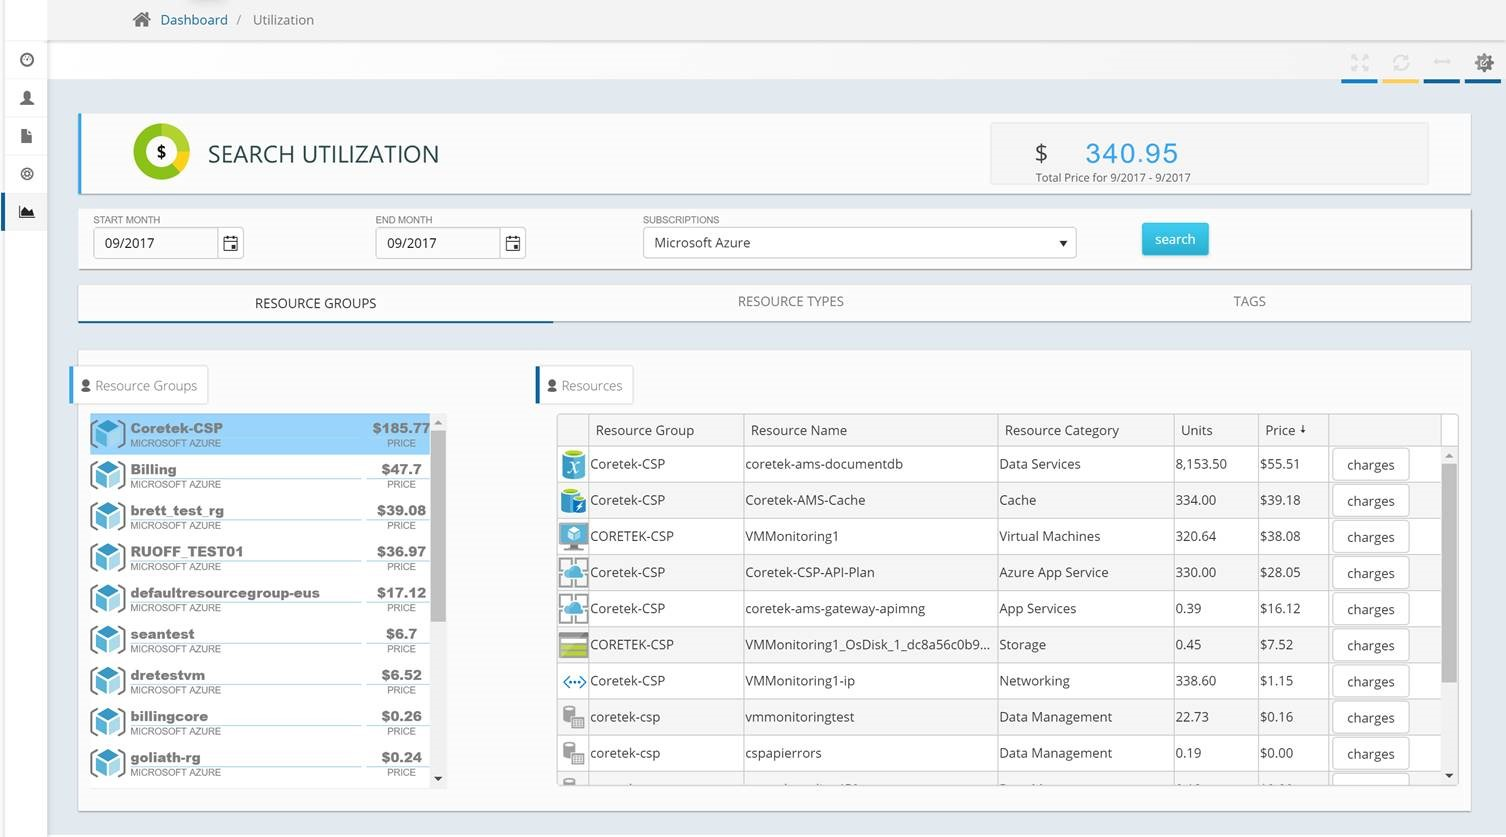 Dashboard / Utilization
$
SEARCH UTILIZATION
$ 340.95
Total Price for 9/2017 - 9/2017
START MONTH
END MONTH
SUBSCRIPTIONS
09/2017
09/2017
Microsoft Azure
search
RESOURCE GROUPS
RESOURCE TYPES
TAGS
Resource Groups
Coretek-CSP $185.77
MICROSOFT AZURE PRICE
Billing $47.7
MICROSOFT AZURE PRICE
brett_test_rg $39.08
MICROSOFT AZURE PRICE
RUOFF_TEST01 $36.97
MICROSOFT AZURE PRICE
defaultresourcegroup-eus $17.12
MICROSOFT AZURE PRICE
seantest $6.7
MICROSOFT AZURE PRICE
dretestvm $6.52
MICROSOFT AZURE PRICE
billingcore $0.26
MICROSOFT AZURE PRICE
goliath-rg $0.24
MICROSOFT AZURE PRICE
Resources
Resource Group Resource Name Resource Category Units Price ↓
Coretek-CSP coretek-ams-documentdb Data Services 8,153.50 $55.51 charges
Coretek-CSP Coretek-AMS-Cache Cache 334.00 $39.18 charges
CORETEK-CSP VMMonitoring1 Virtual Machines 320.64 $38.08 charges
Coretek-CSP Coretek-CSP-API-Plan Azure App Service 330.00 $28.05 charges
Coretek-CSP coretek-ams-gateway-apimng App Services 0.39 $16.12 charges
CORETEK-CSP VMMonitoring1_OsDisk_1_dc8a56c0b9... Storage 0.45 $7.52 charges
Coretek-CSP VMMonitoring1-ip Networking 338.60 $1.15 charges
coretek-csp vmmonitoringtest Data Management 22.73 $0.16 charges
coretek-csp cspapierrors Data Management 0.19 $0.00 charges